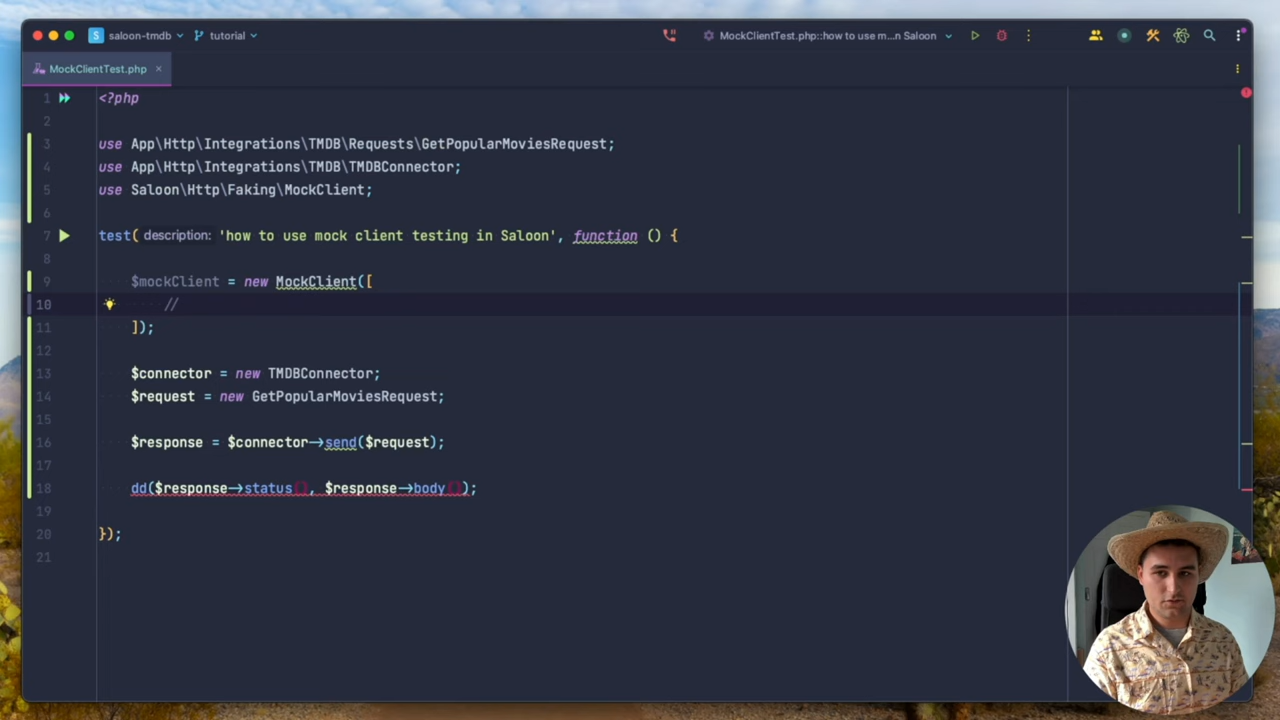 saloon-tmdb tutorial MockClientTest.php::how to use m...n Saloon
MockClientTest.php
1 <?php
2
3 use App\Http\Integrations\TMDB\Requests\GetPopularMoviesRequest;
4 use App\Http\Integrations\TMDB\TMDBConnector;
5 use Saloon\Http\Faking\MockClient;
6
7 test( description: 'how to use mock client testing in Saloon', function () {
8
9 $mockClient = new MockClient([
10 //
11 ]);
12
13 $connector = new TMDBConnector;
14 $request = new GetPopularMoviesRequest;
15
16 $response = $connector->send($request);
17
18 dd($response->status(), $response->body());
19
20 });
21